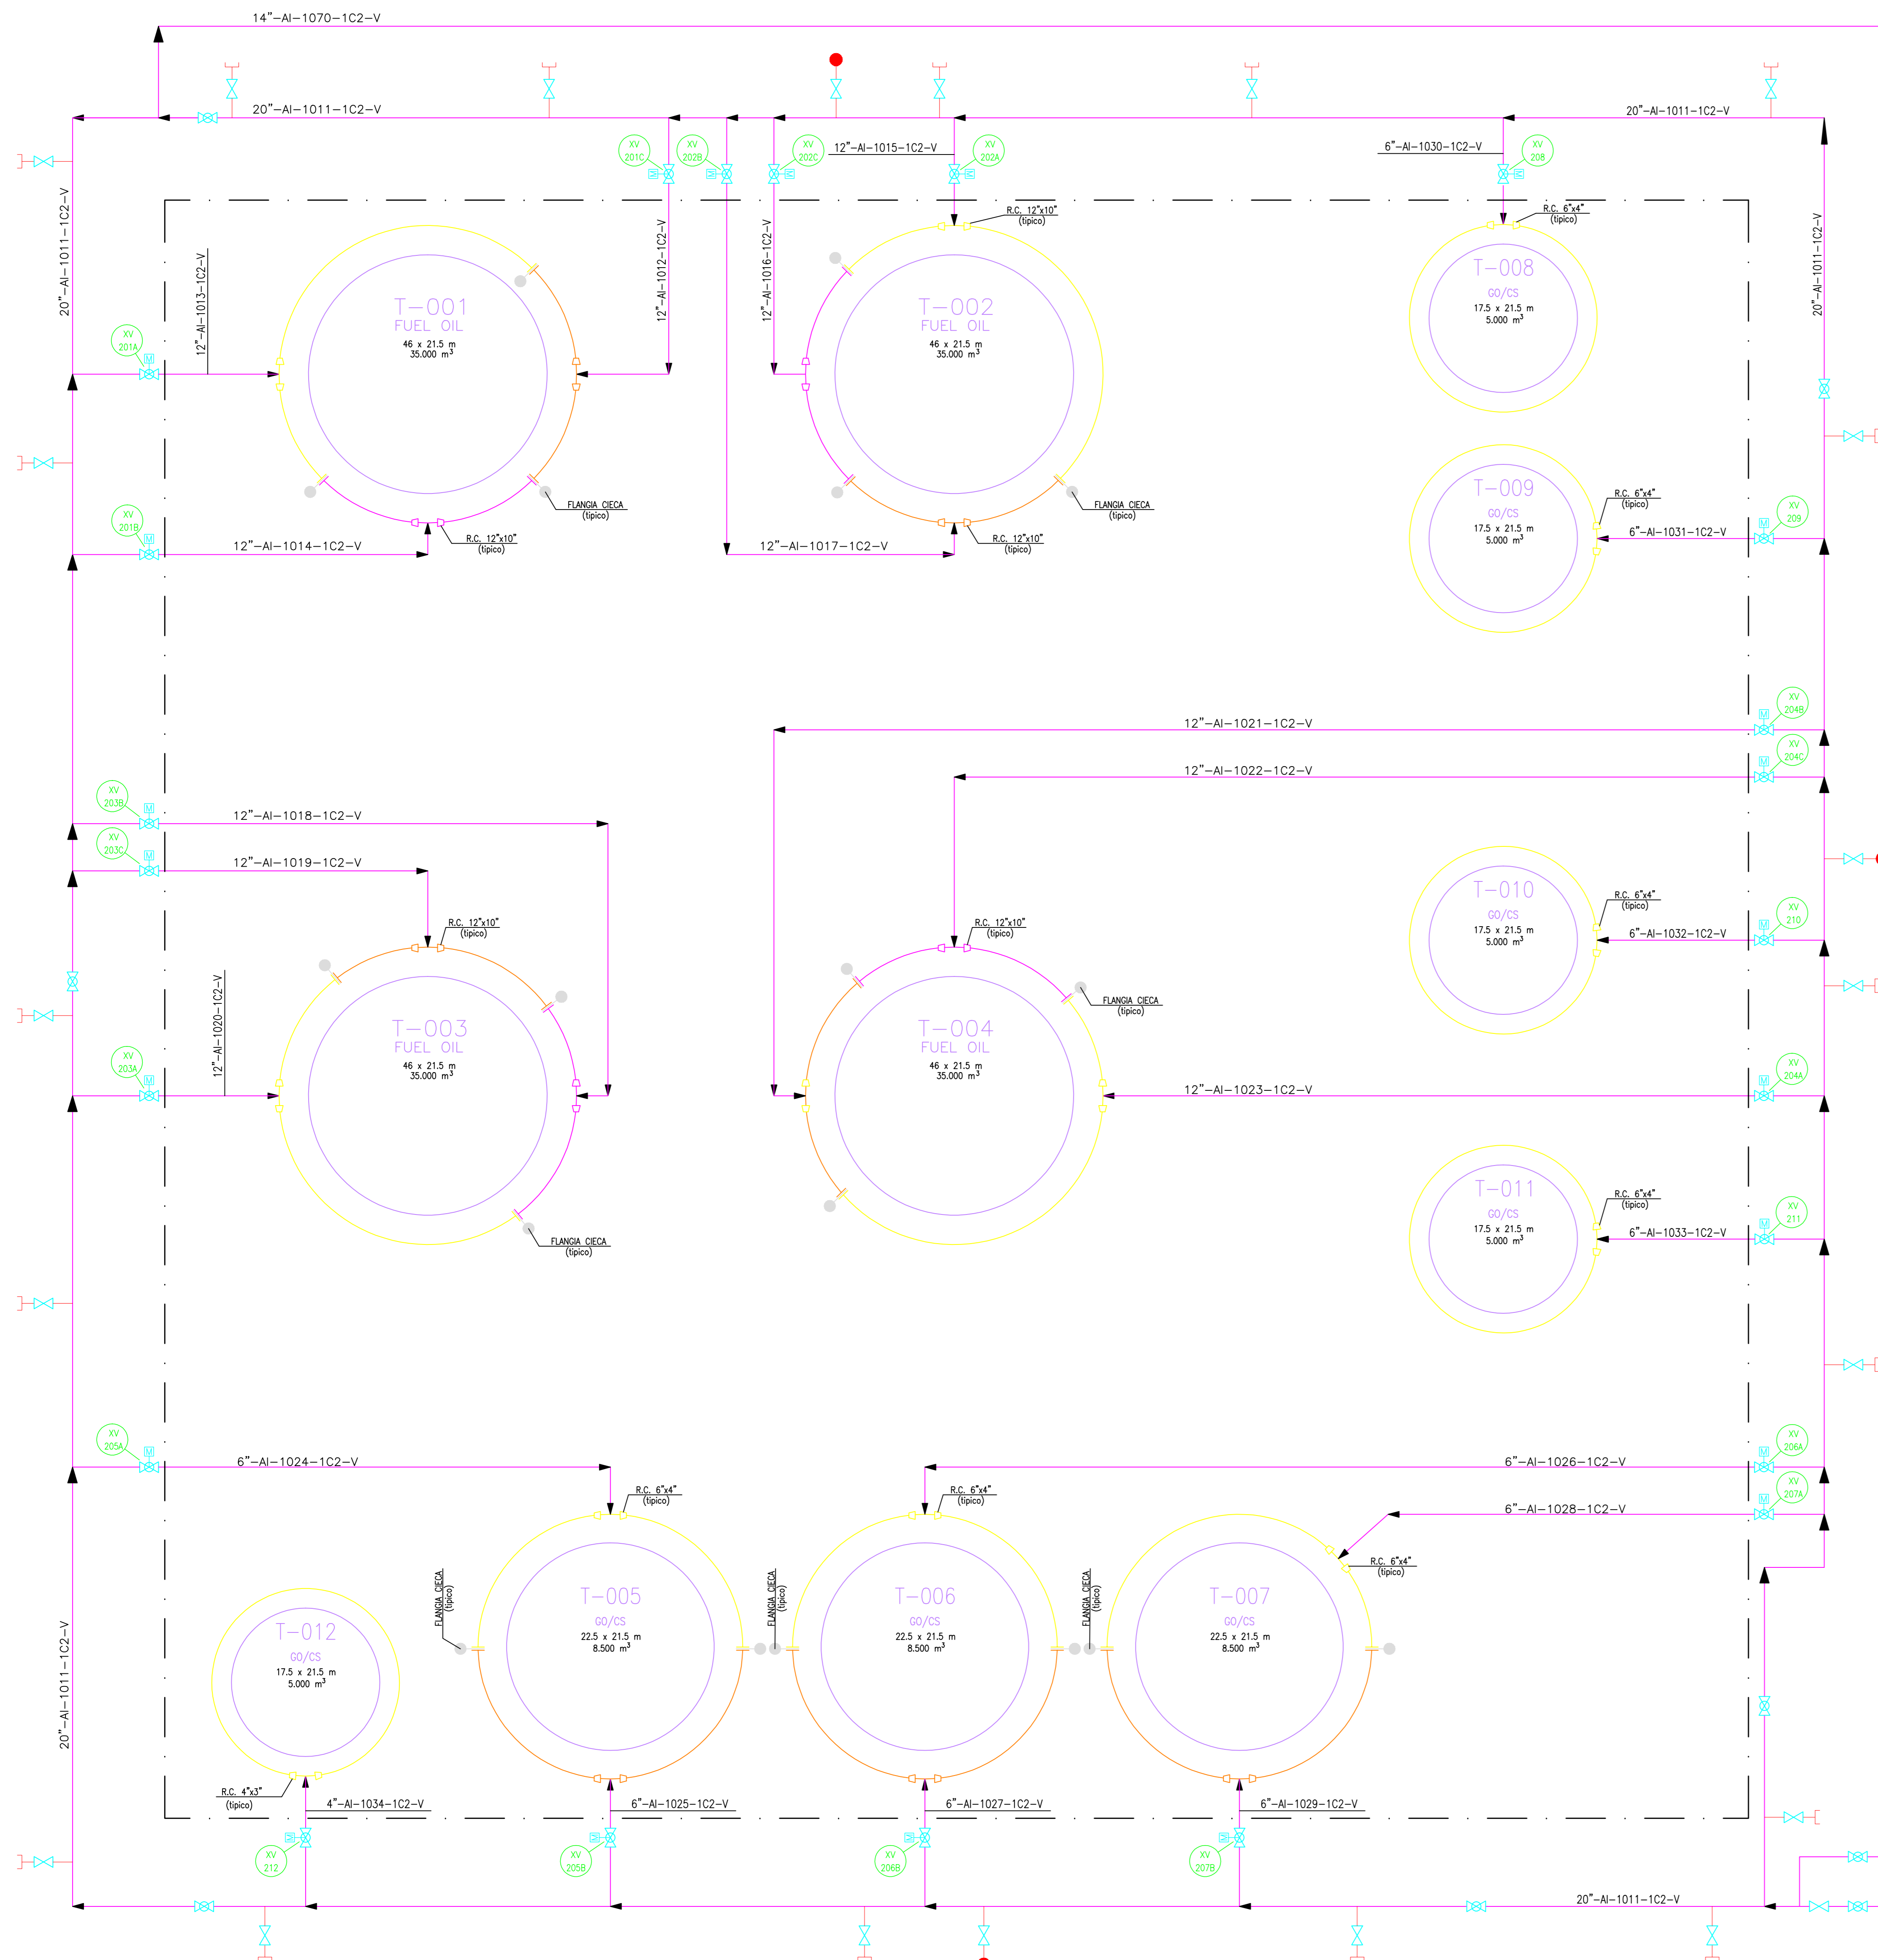 14"-AI-1070-1C2-V
20"-AI-1011-1C2-V
20"-AI-1011-1C2-V
XV
201C
XV
202B
XV
202C
12"-AI-1015-1C2-V
XV
202A
6"-AI-1030-1C2-V
XV
208
20"-AI-1011-1C2-V
12"-AI-1013-1C2-V
12"-AI-1012-1C2-V
12"-AI-1016-1C2-V
20"-AI-1011-1C2-V
R.C. 12"x10"
(tipico)
R.C. 6"x4"
(tipico)
XV
201A
M
M
M
M
M
M
T-001
FUEL OIL
46 x 21.5 m
35.000 m³
T-002
FUEL OIL
46 x 21.5 m
35.000 m³
T-008
GO/CS
17.5 x 21.5 m
5.000 m³
FLANGIA CIECA
(tipico)
FLANGIA CIECA
(tipico)
T-009
GO/CS
17.5 x 21.5 m
5.000 m³
R.C. 6"x4"
(tipico)
XV
209
M
6"-AI-1031-1C2-V
XV
201B
M
12"-AI-1014-1C2-V
R.C. 12"x10"
(tipico)
12"-AI-1017-1C2-V
R.C. 12"x10"
(tipico)
12"-AI-1021-1C2-V
M
XV
204B
12"-AI-1022-1C2-V
M
XV
204C
XV
203B
M
12"-AI-1018-1C2-V
XV
203C
M
12"-AI-1019-1C2-V
R.C. 12"x10"
(tipico)
R.C. 12"x10"
(tipico)
T-010
GO/CS
17.5 x 21.5 m
5.000 m³
R.C. 6"x4"
(tipico)
XV
210
M
6"-AI-1032-1C2-V
12"-AI-1020-1C2-V
FLANGIA CIECA
(tipico)
T-003
FUEL OIL
46 x 21.5 m
35.000 m³
T-004
FUEL OIL
46 x 21.5 m
35.000 m³
XV
203A
M
12"-AI-1023-1C2-V
M
XV
204A
T-011
GO/CS
17.5 x 21.5 m
5.000 m³
R.C. 6"x4"
(tipico)
XV
211
M
6"-AI-1033-1C2-V
FLANGIA CIECA
(tipico)
XV
205A
M
6"-AI-1024-1C2-V
6"-AI-1026-1C2-V
M
XV
206A
R.C. 6"x4"
(tipico)
R.C. 6"x4"
(tipico)
6"-AI-1028-1C2-V
M
XV
207A
R.C. 6"x4"
(tipico)
FLANGIA CIECA
(tipico)
FLANGIA CIECA
(tipico)
FLANGIA CIECA
(tipico)
T-005
GO/CS
22.5 x 21.5 m
8.500 m³
T-006
GO/CS
22.5 x 21.5 m
8.500 m³
T-007
GO/CS
22.5 x 21.5 m
8.500 m³
20"-AI-1011-1C2-V
T-012
GO/CS
17.5 x 21.5 m
5.000 m³
R.C. 4"x3"
(tipico)
4"-AI-1034-1C2-V
6"-AI-1025-1C2-V
6"-AI-1027-1C2-V
6"-AI-1029-1C2-V
M
XV
212
M
XV
205B
M
XV
206B
M
XV
207B
20"-AI-1011-1C2-V